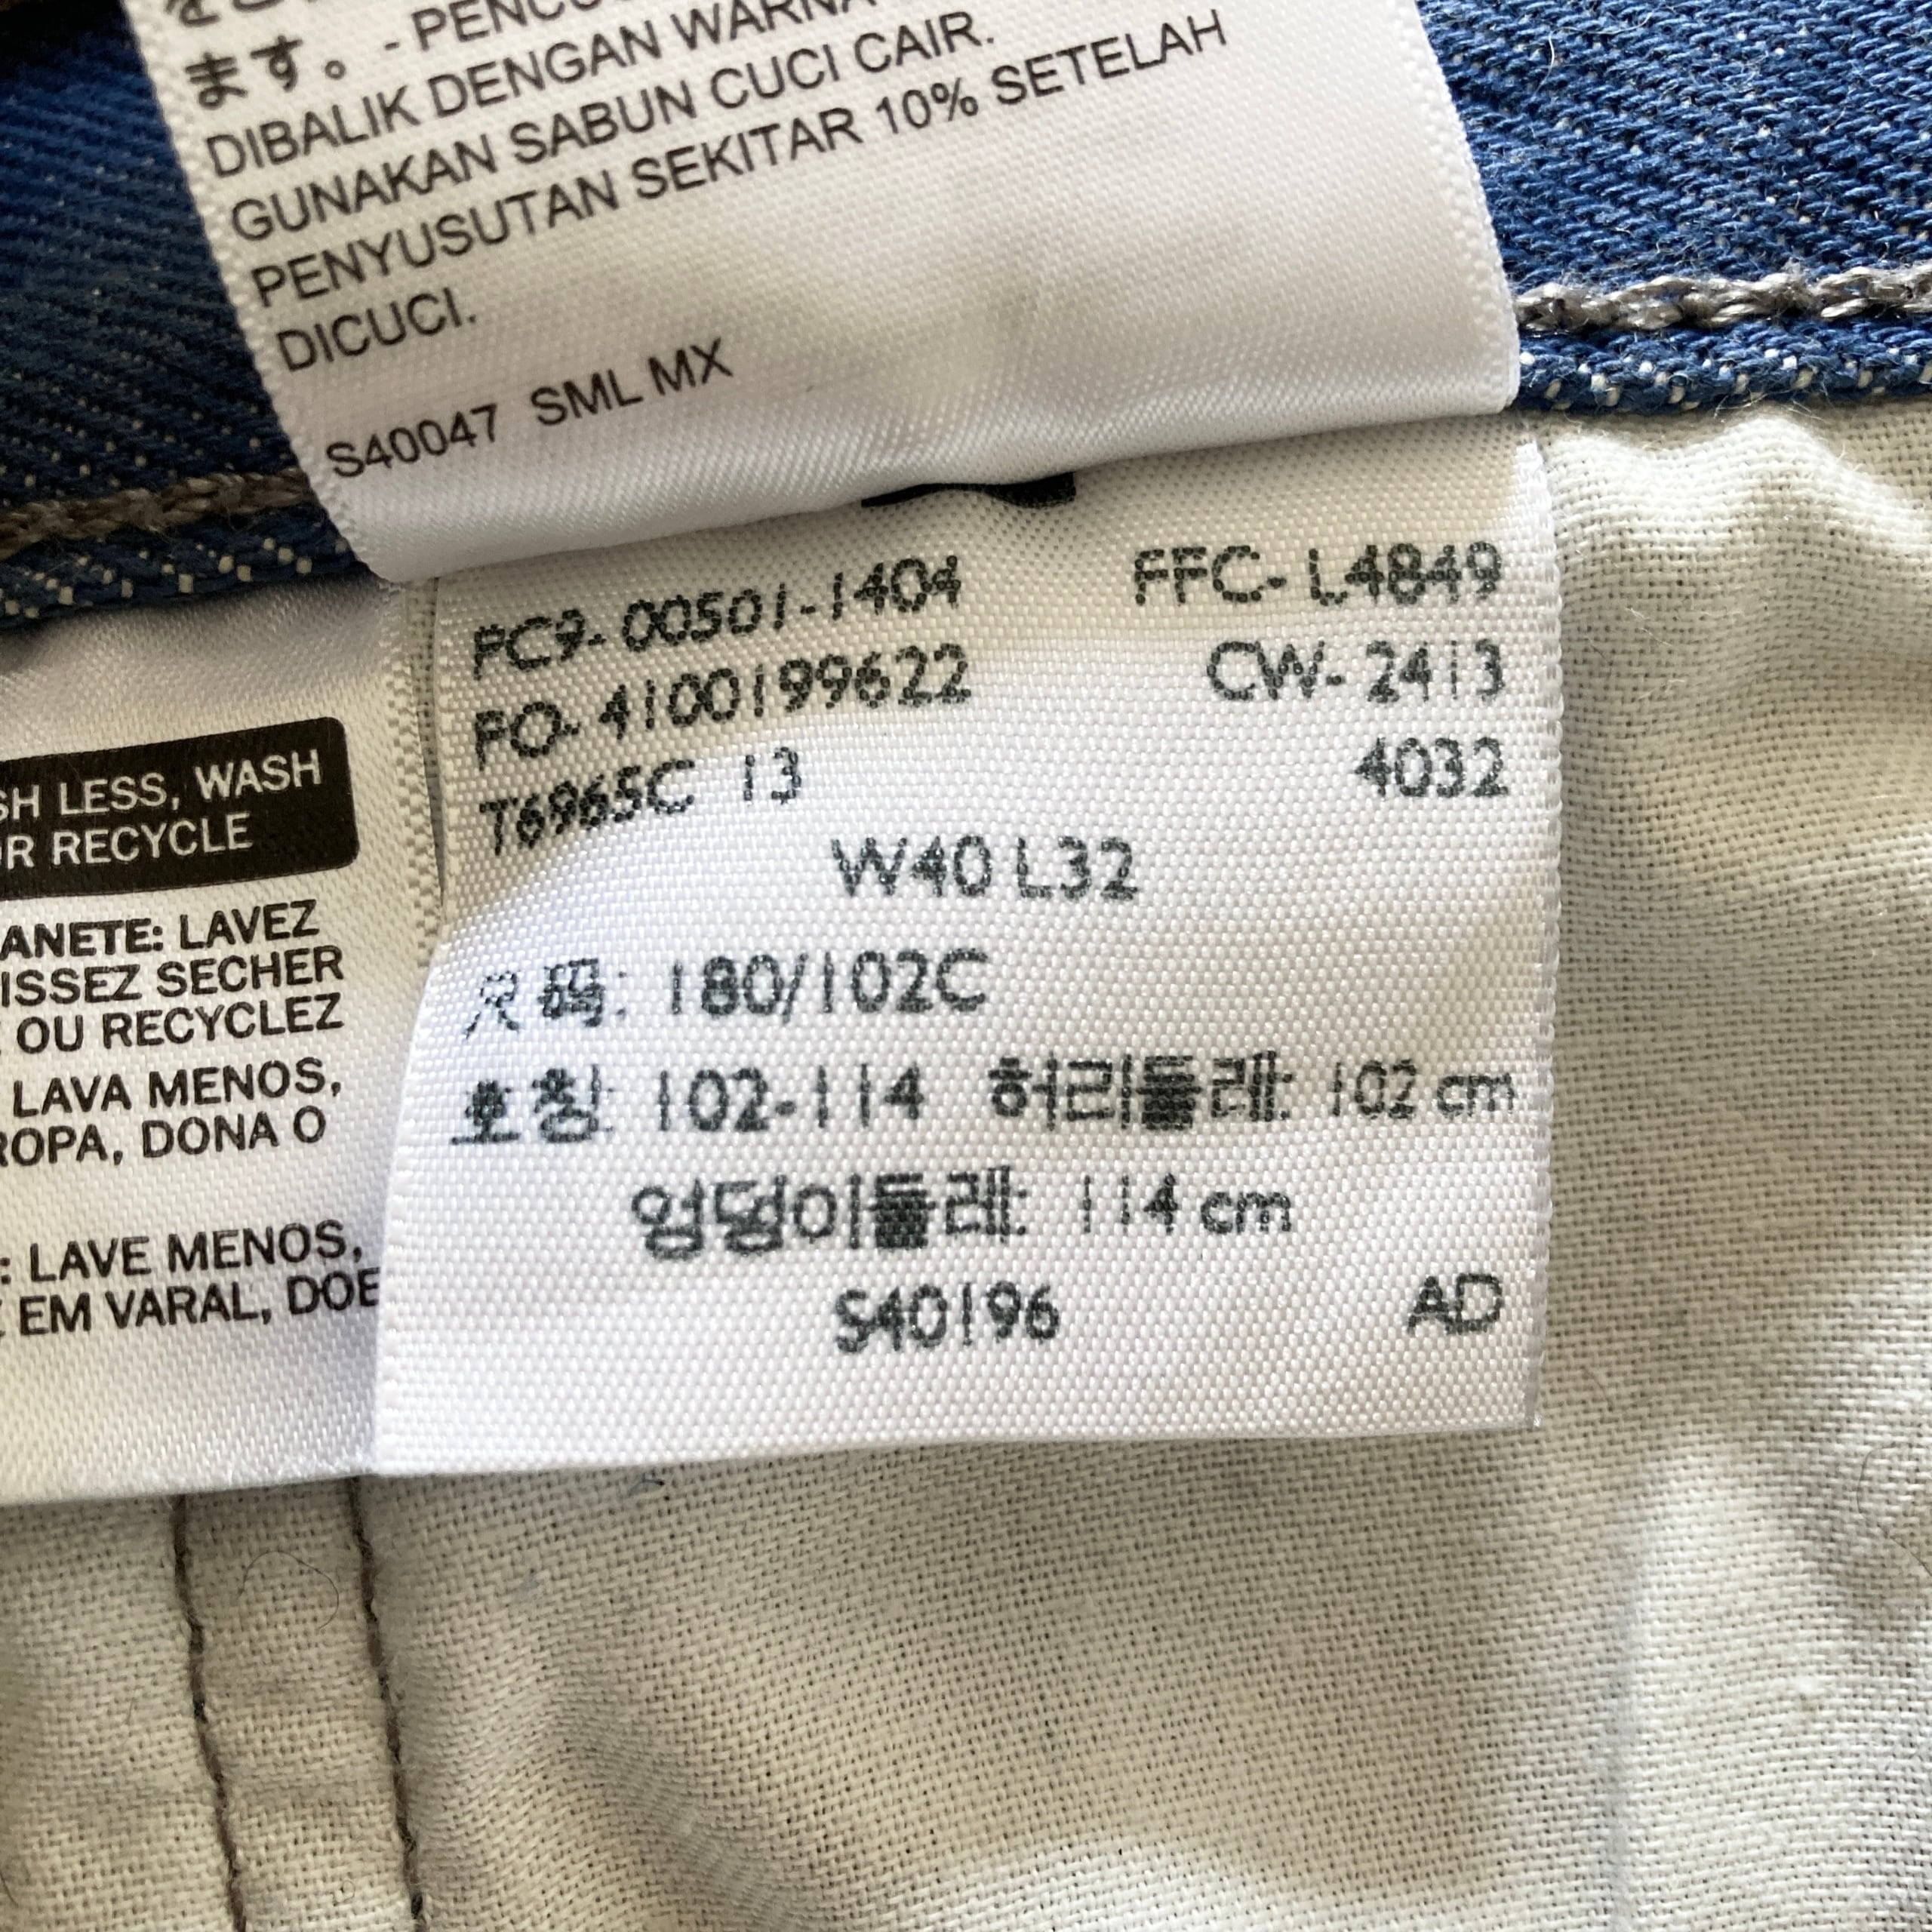 ます。- PENCU
DIBALIK DENGAN WARNA
GUNAKAN SABUN CUCI CAIR.
PENYUSUTAN SEKITAR 10% SETELAH
DICUCI.
S40047 SML MX
PC9-00501-1404 FFC-L4849
PO-4100199622 CW-2413
T6965C 13 4032
W40 L32
尺码: 180/102C
호칭: 102-114 허리둘레: 102 cm
엉덩이둘레: 114 cm
S40196 AD
SH LESS, WASH
OR RECYCLE
ANETE: LAVEZ
ISSEZ SECHER
OU RECYCLEZ
LAVA MENOS,
ROPA, DONA O
: LAVE MENOS,
E EM VARAL, DOE